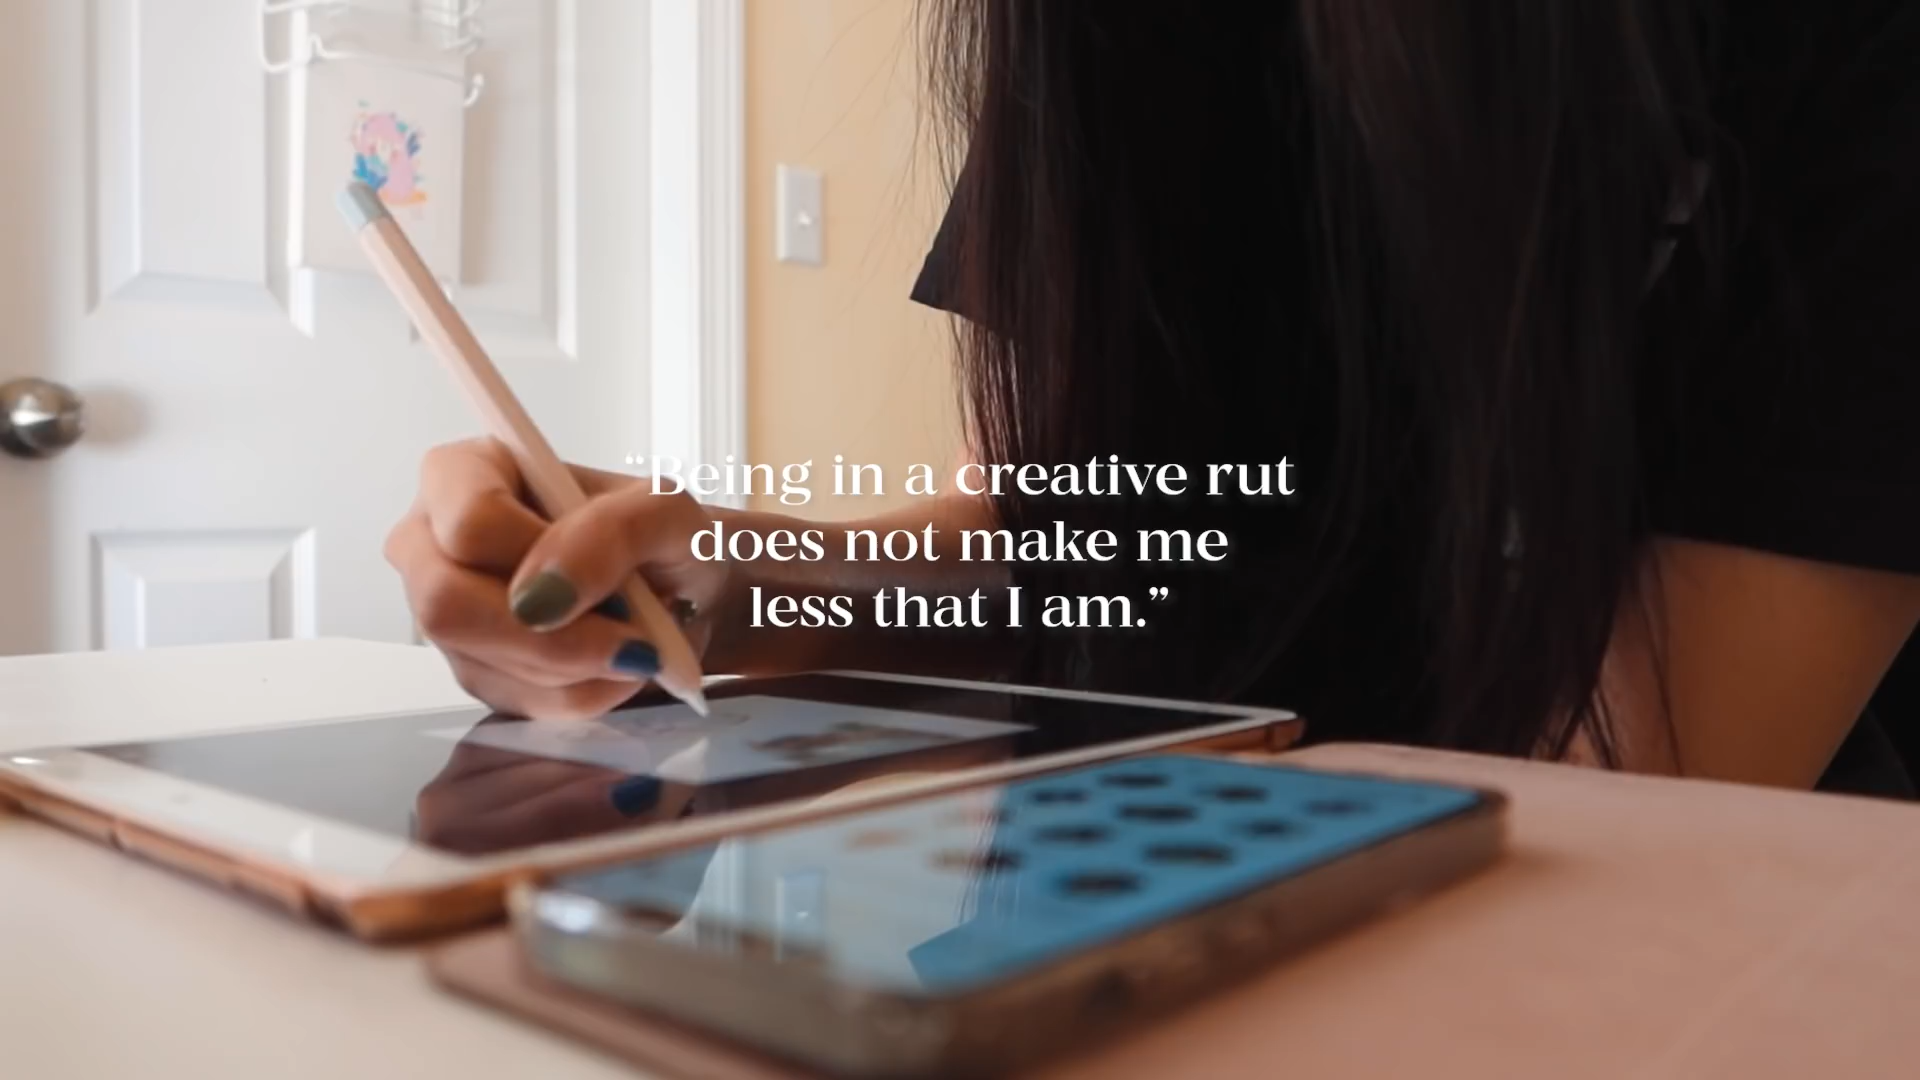 “Being in a creative rut
does not make me
less that I am.”